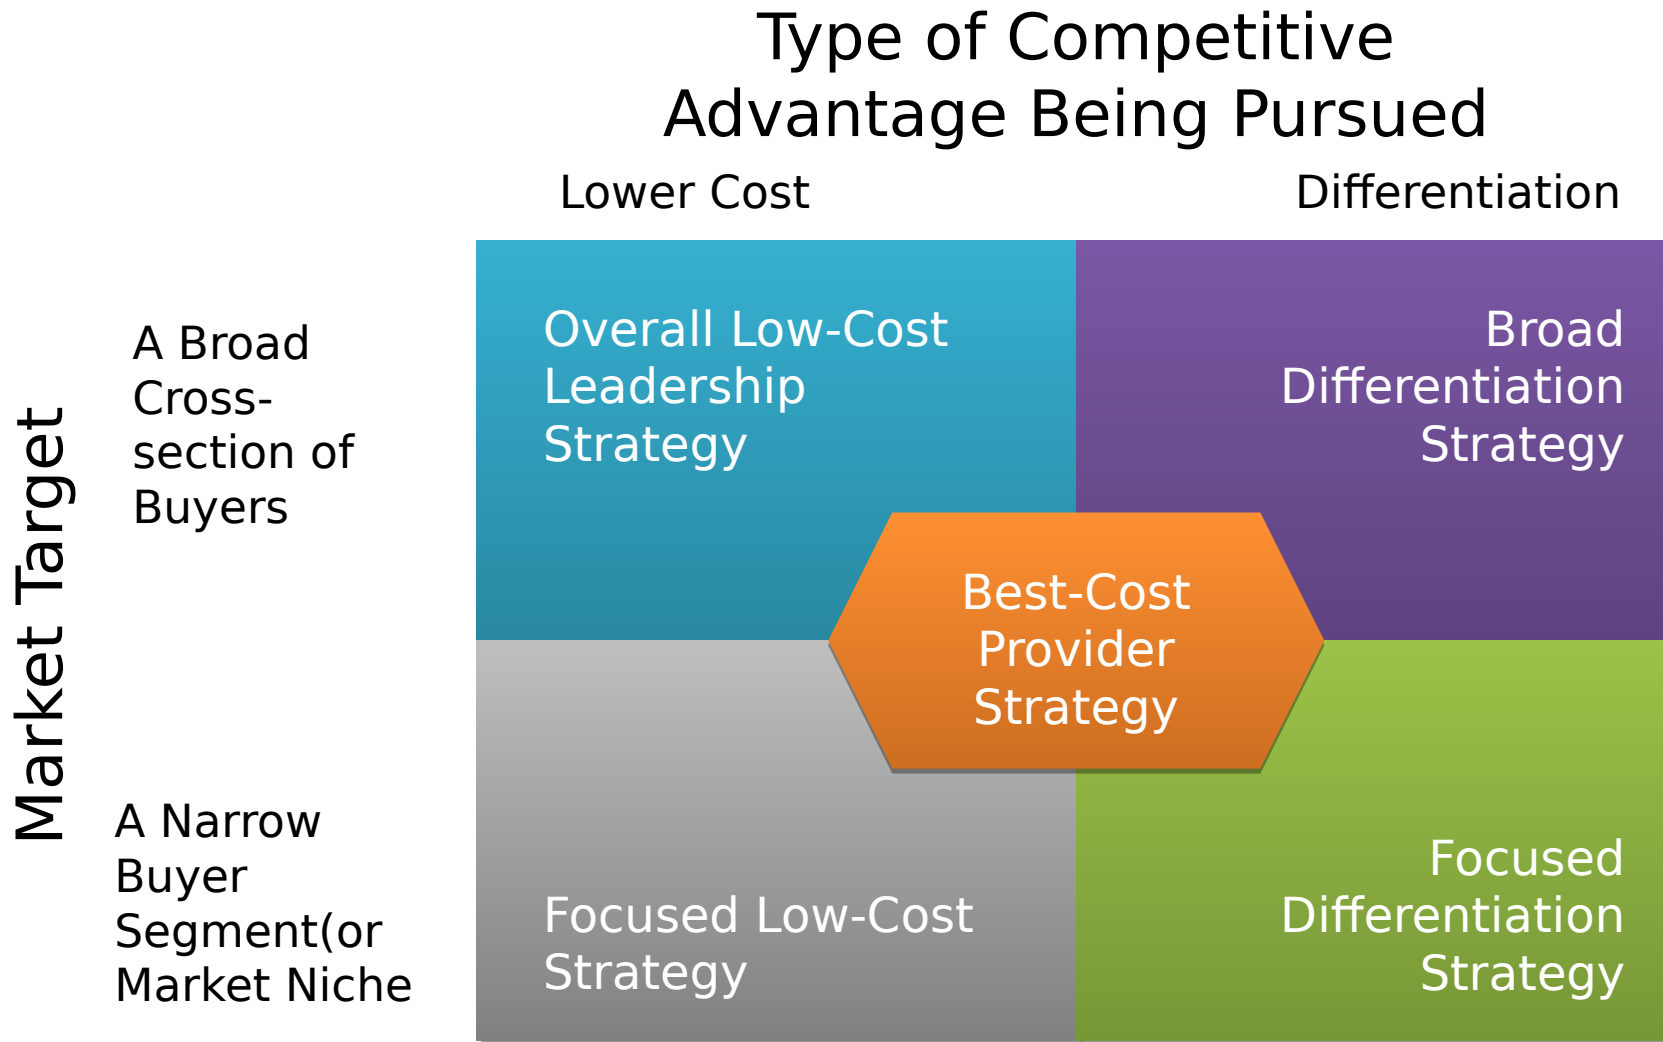 Type of Competitive
Advantage Being Pursued
Lower Cost
Differentiation
Market Target
A Broad
Cross-
section of
Buyers
Overall Low-Cost
Leadership
Strategy
Broad
Differentiation
Strategy
Best-Cost
Provider
Strategy
A Narrow
Buyer
Segment(or
Market Niche
Focused Low-Cost
Strategy
Focused
Differentiation
Strategy